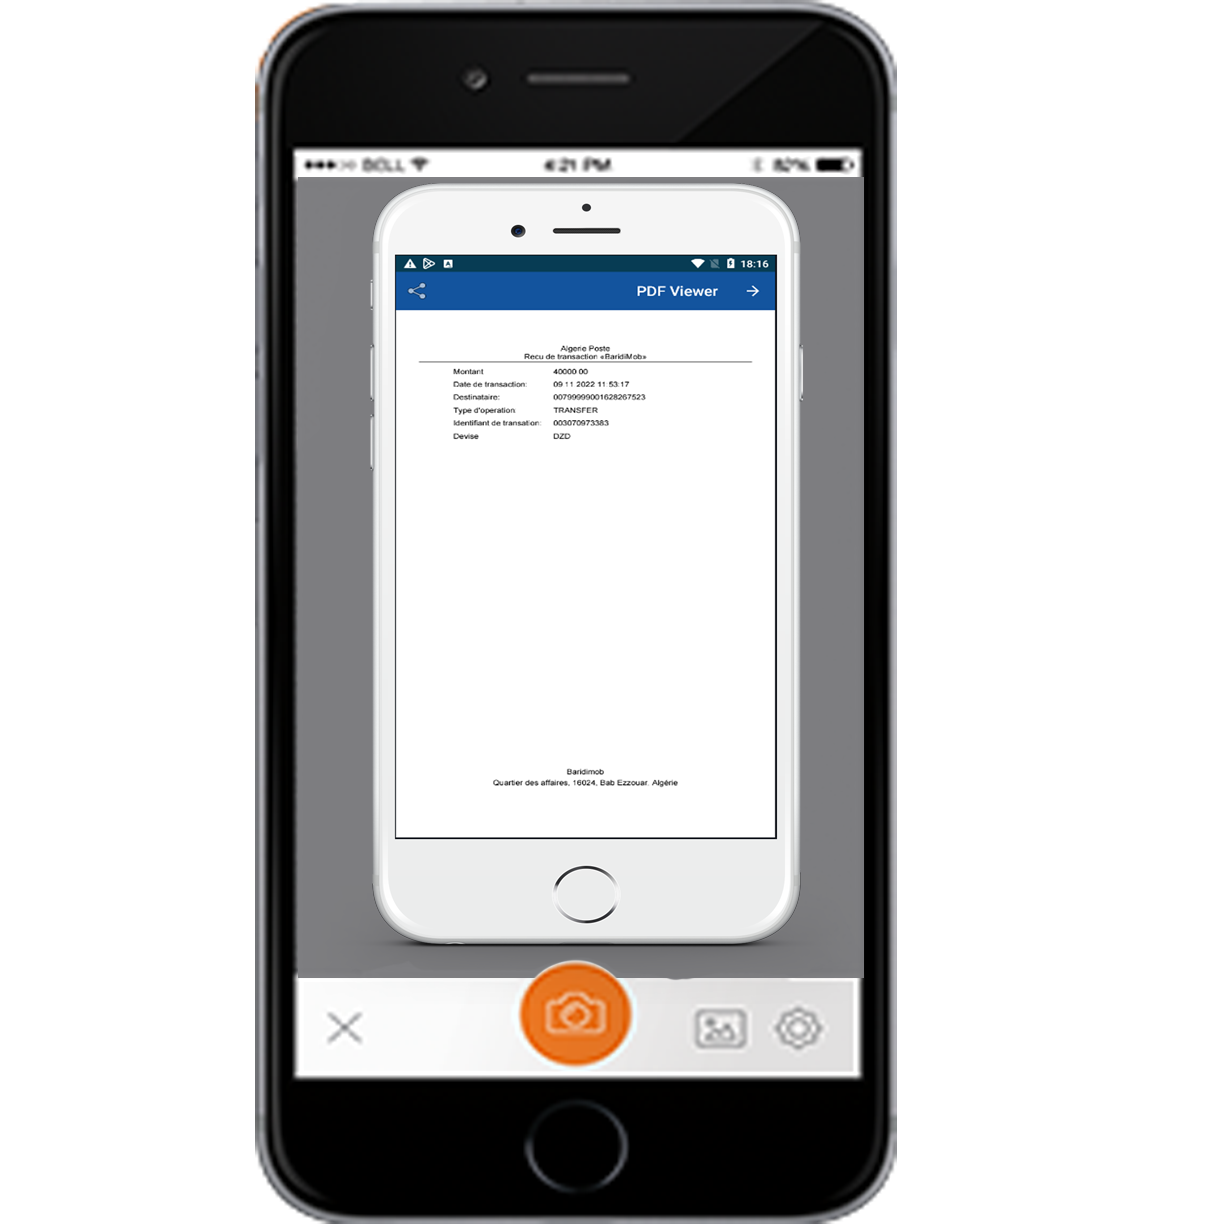 BELL 4:21 PM 82%
18:16
PDF Viewer
Algerie Poste
Recu de transaction «BaridiMob»
Montant 40000 00
Date de transaction: 09 11 2022 11 53:17
Destinataire: 00799999001628267523
Type d'operation TRANSFER
Identifiant de transation: 003070973383
Devise DZD
Baridimob
Quartier des affaires, 16024, Bab Ezzouar. Algérie